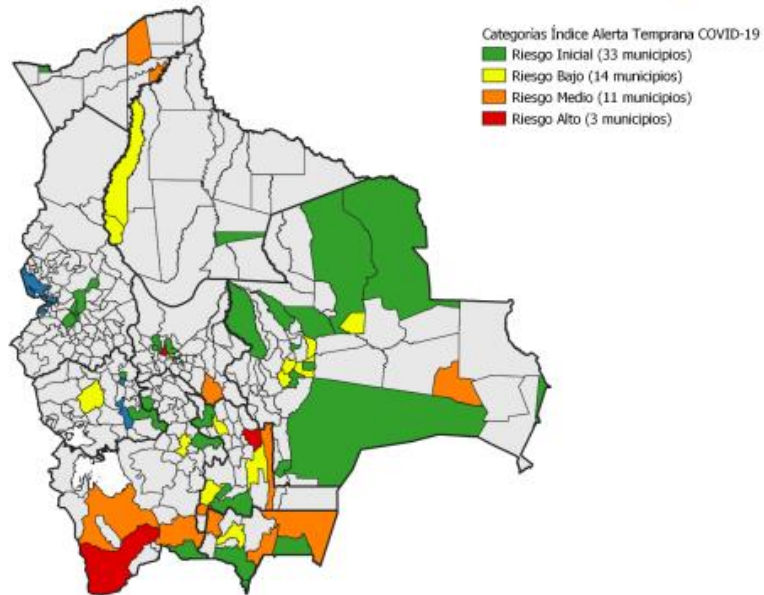 Categorías Índice Alerta Temprana COVID-19
Riesgo Inicial (33 municipios)
Riesgo Bajo (14 municipios)
Riesgo Medio (11 municipios)
Riesgo Alto (3 municipios)